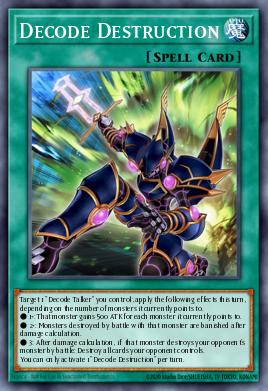 Decode Destruction
魔
[Spell Card]
Target 1 "Decode Talker" you control, apply the following effects this turn,
depending on the number of monsters it currently points to.
● 1+: That monster gains 500 ATK for each monster it currently points to.
● 2+: Monsters destroyed by battle with that monster are banished after
damage calculation.
● 3: After damage calculation, if that monster destroys your opponent's
monster by battle: Destroy all cards your opponent controls.
You can only activate 1 "Decode Destruction" per turn.